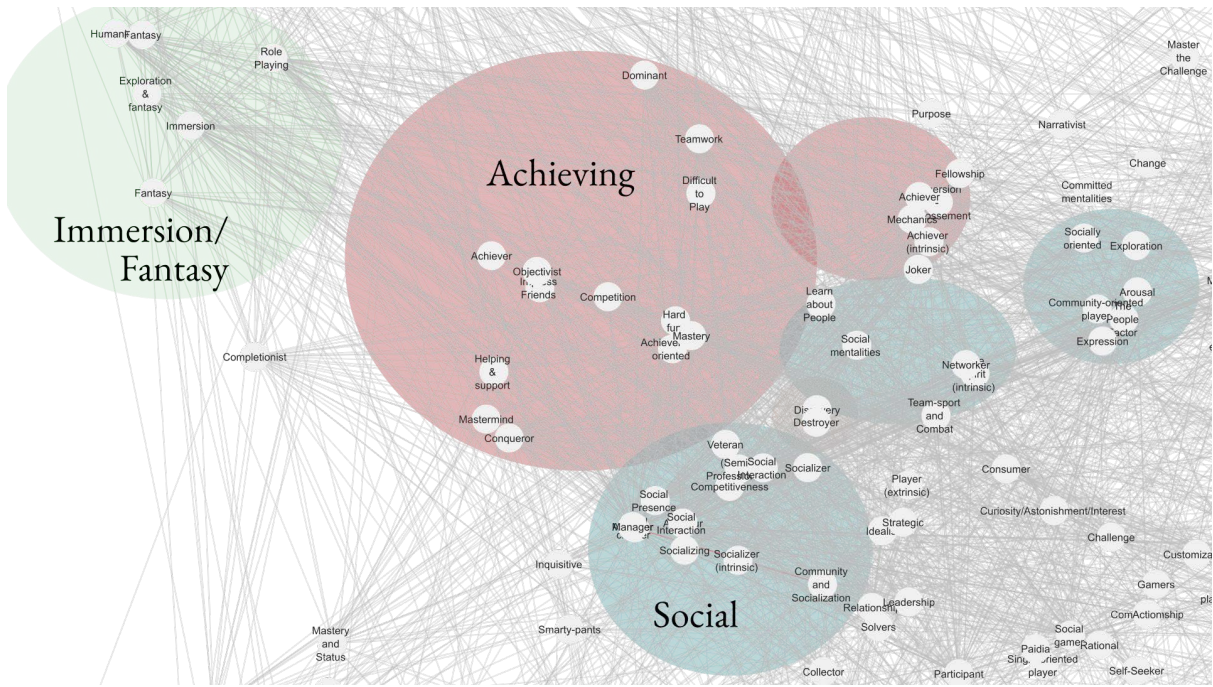 Human
Fantasy
Role
Playing
Exploration
&
fantasy
Immersion
Fantasy
Immersion/
Fantasy
Completionist
Mastery
and
Status
Dominant
Teamwork
Achieving
Difficult
to
Play
Achiever
Objectivist
Friends
Competition
Hard
Mastery
oriented
Helping
&
support
Mastermind
Conqueror
Purpose
Fellowship
Achiever
Mechanics
Achiever
(intrinsic)
Joker
Learn
about
People
Social
mentalities
Networker
(intrinsic)
Team-sport
and
Combat
Destroyer
Master
the
Challenge
Narrativist
Change
Committed
mentalities
Socially
oriented
Exploration
Arousal
Community-oriented
player
The
People
Expression
Veteran
Social
Interaction
Socializer
Competitiveness
Social
Presence
Manager
Social
Interaction
Socializing
Socializer
(intrinsic)
Community
and
Socialization
Social
Inquisitive
Smarty-pants
Player
(extrinsic)
Strategic
Consumer
Curiosity/Astonishment/Interest
Challenge
Gamers
ComActionship
Leadership
Solvers
Collector
Participant
Social
Paidia
Rational
player
Self-Seeker